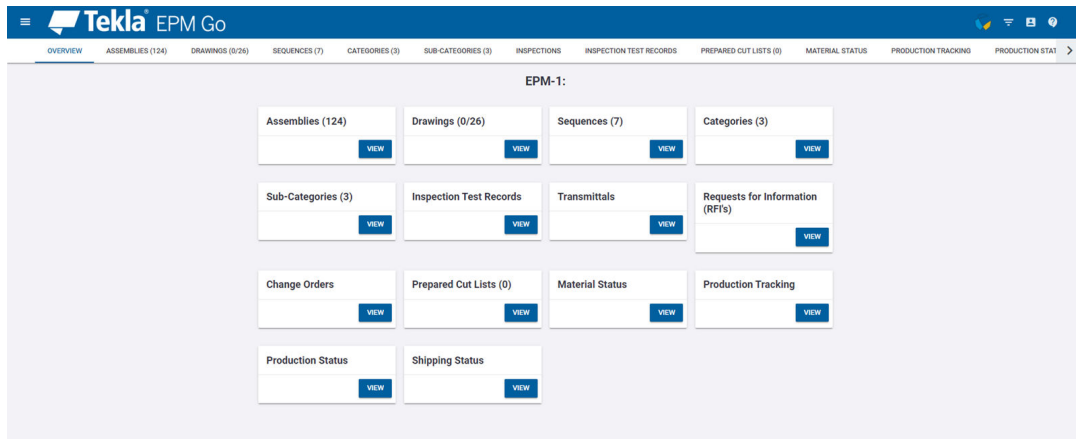 Tekla® EPM Go
OVERVIEW ASSEMBLIES (124) DRAWINGS (0/26) SEQUENCES (7) CATEGORIES (3) SUB-CATEGORIES (3) INSPECTIONS INSPECTION TEST RECORDS PREPARED CUT LISTS (0) MATERIAL STATUS PRODUCTION TRACKING PRODUCTION STAT
EPM-1:
Assemblies (124) Drawings (0/26) Sequences (7) Categories (3)
VIEW VIEW VIEW VIEW
Sub-Categories (3) Inspection Test Records Transmittals Requests for Information
(RFI's)
VIEW VIEW VIEW VIEW
Change Orders Prepared Cut Lists (0) Material Status Production Tracking
VIEW VIEW VIEW VIEW
Production Status Shipping Status
VIEW VIEW